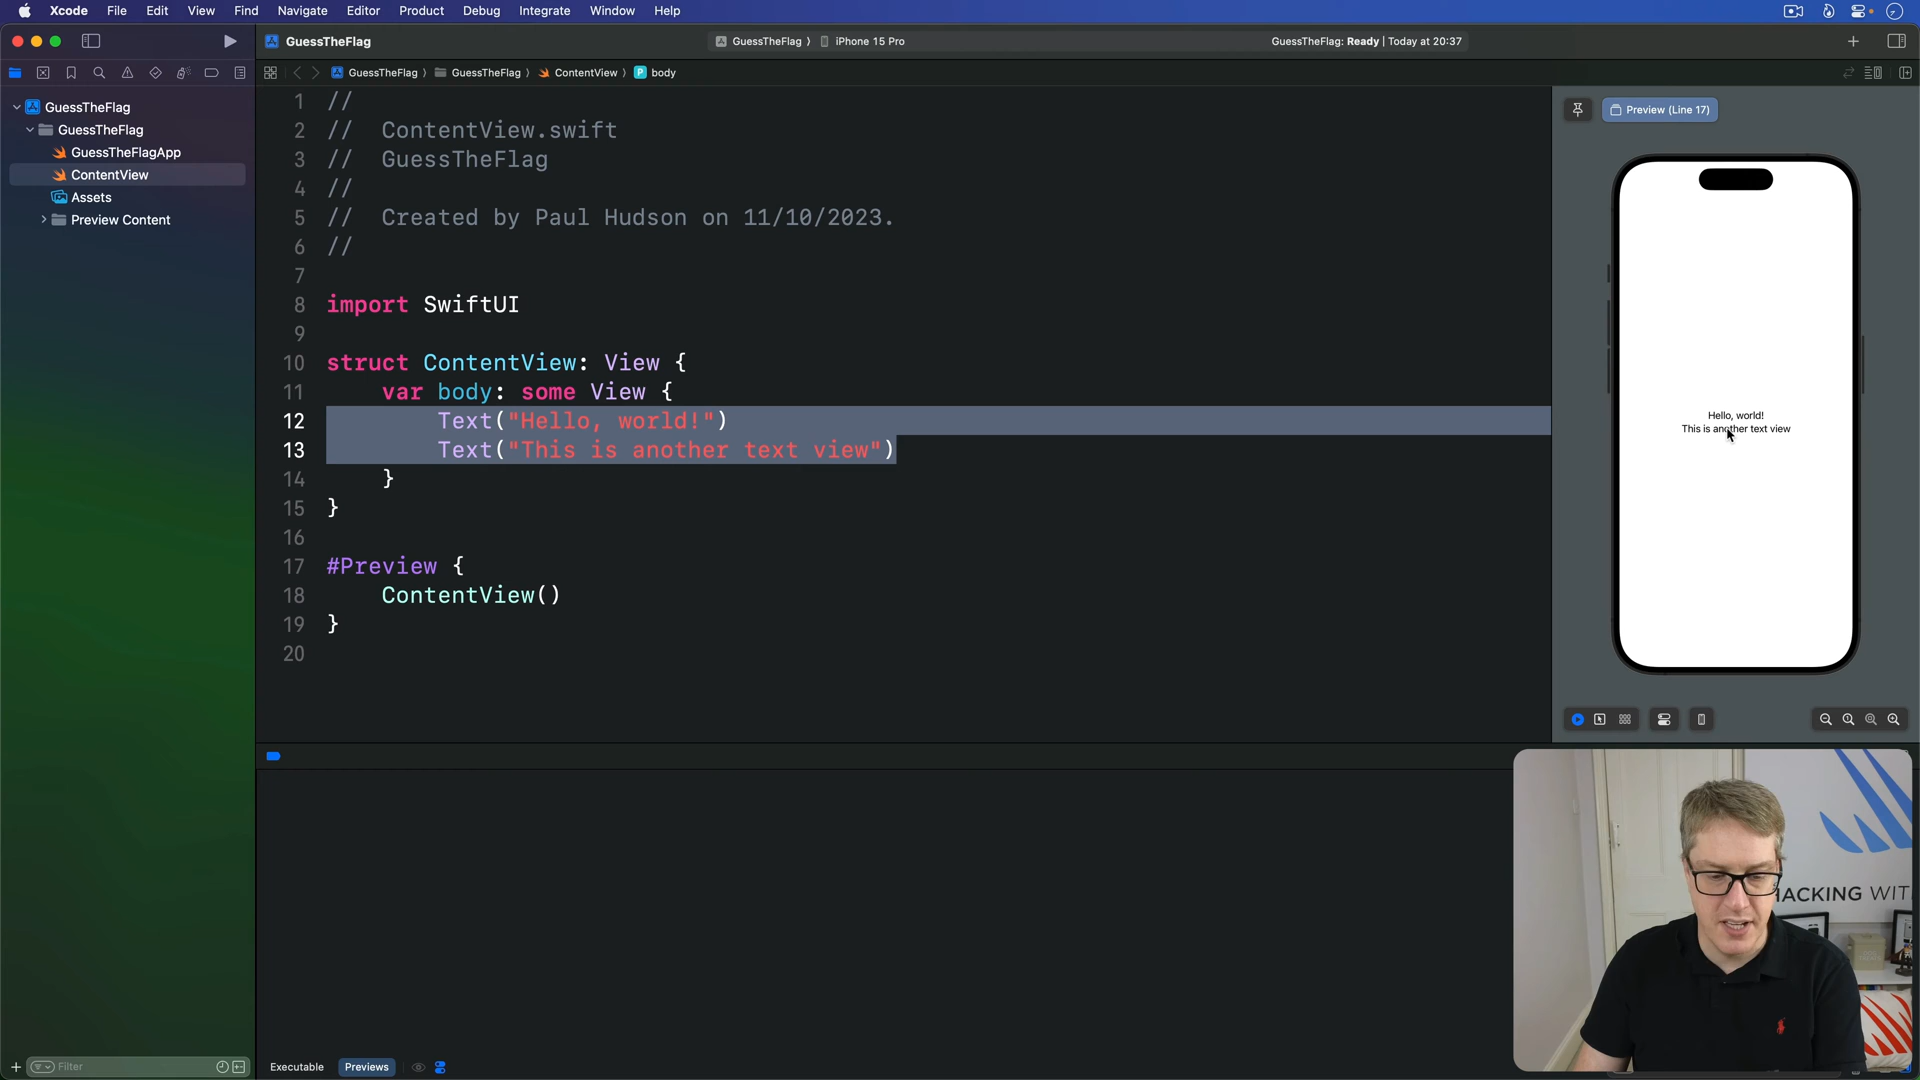 Xcode File Edit View Find Navigate Editor Product Debug Integrate Window Help
GuessTheFlag
GuessTheFlag 〉 iPhone 15 Pro
GuessTheFlag: Ready | Today at 20:37
GuessTheFlag 〉 GuessTheFlag 〉 ContentView 〉 P body
GuessTheFlag
GuessTheFlag
GuessTheFlagApp
ContentView
Assets
Preview Content
1 //
2 //  ContentView.swift
3 //  GuessTheFlag
4 //
5 //  Created by Paul Hudson on 11/10/2023.
6 //
7
8 import SwiftUI
9
10 struct ContentView: View {
11     var body: some View {
12         Text("Hello, world!")
13         Text("This is another text view")
14     }
15 }
16
17 #Preview {
18     ContentView()
19 }
20
Preview (Line 17)
Hello, world!
This is another text view
HACKING WIT
Filter
Executable Previews